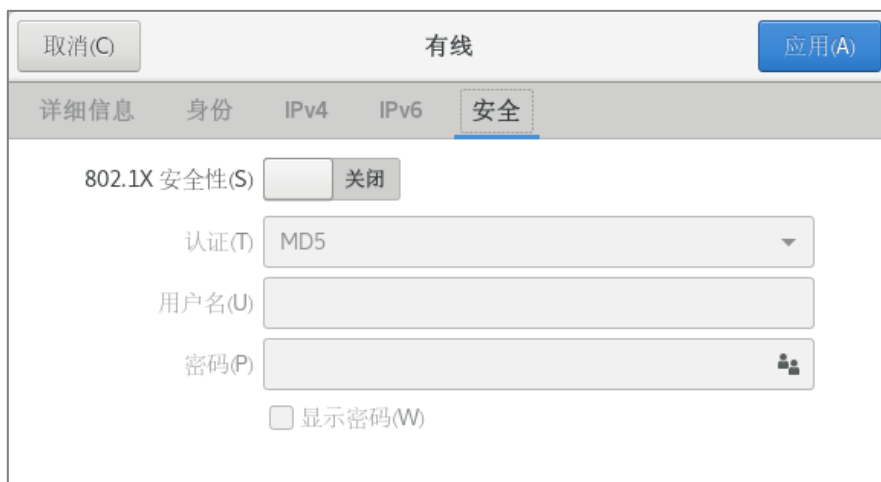 取消(C) 有线 应用(A)
详细信息 身份 IPv4 IPv6 安全
802.1X 安全性(S) 关闭
认证(T) MD5
用户名(U)
密码(P)
显示密码(W)